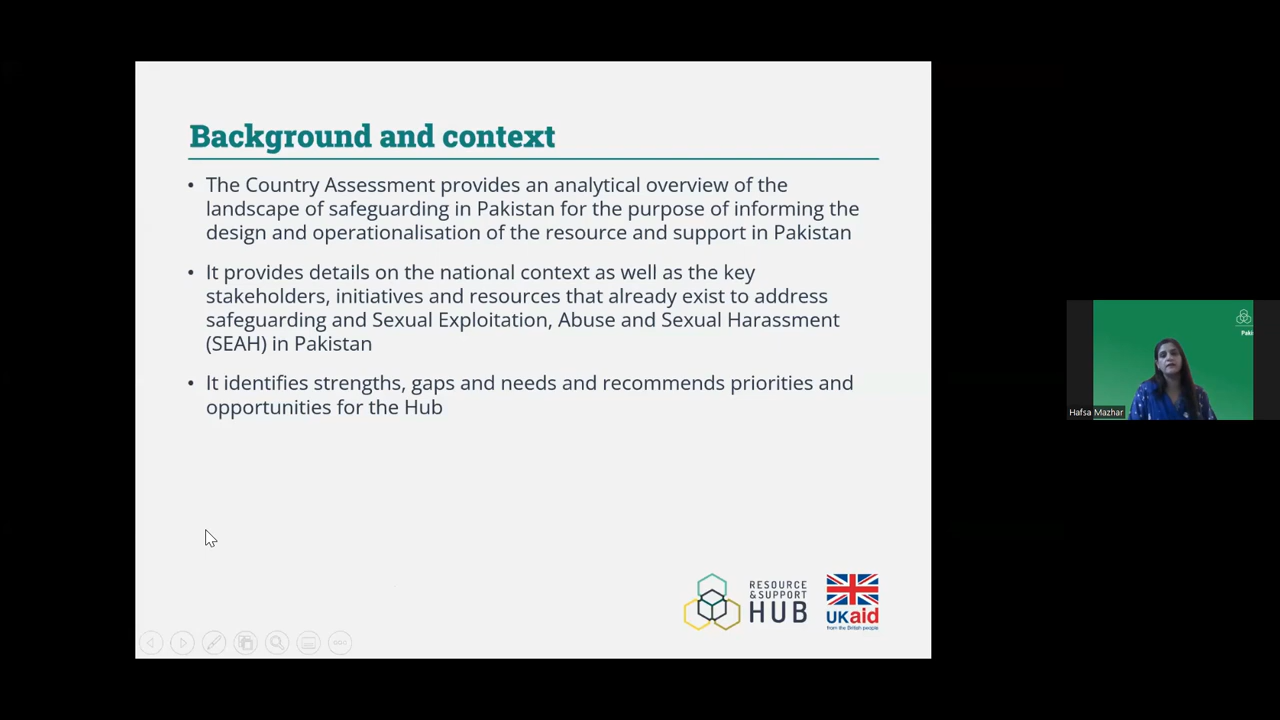 Background and context
• The Country Assessment provides an analytical overview of the
landscape of safeguarding in Pakistan for the purpose of informing the
design and operationalisation of the resource and support in Pakistan
• It provides details on the national context as well as the key
stakeholders, initiatives and resources that already exist to address
safeguarding and Sexual Exploitation, Abuse and Sexual Harassment
(SEAH) in Pakistan
• It identifies strengths, gaps and needs and recommends priorities and
opportunities for the Hub
RESOURCE
& SUPPORT
HUB
UKaid
from the British people
Paki
Hafsa Mazhar